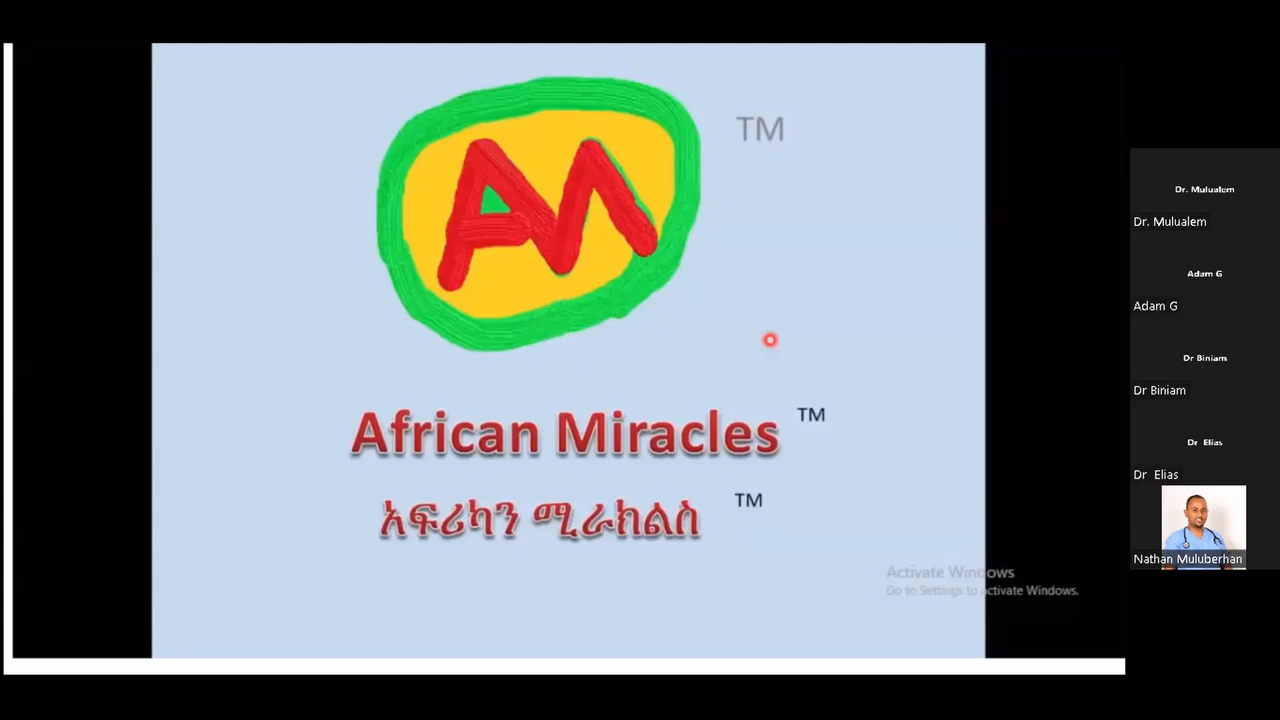 AM
TM
African Miracles TM
አፍሪካን ሚራክልስ TM
Activate Windows
Go to Settings to activate Windows.
Dr. Mulualem
Dr. Mulualem
Adam G
Adam G
Dr Biniam
Dr Biniam
Dr. Elias
Dr Elias
Nathan Muluberhan